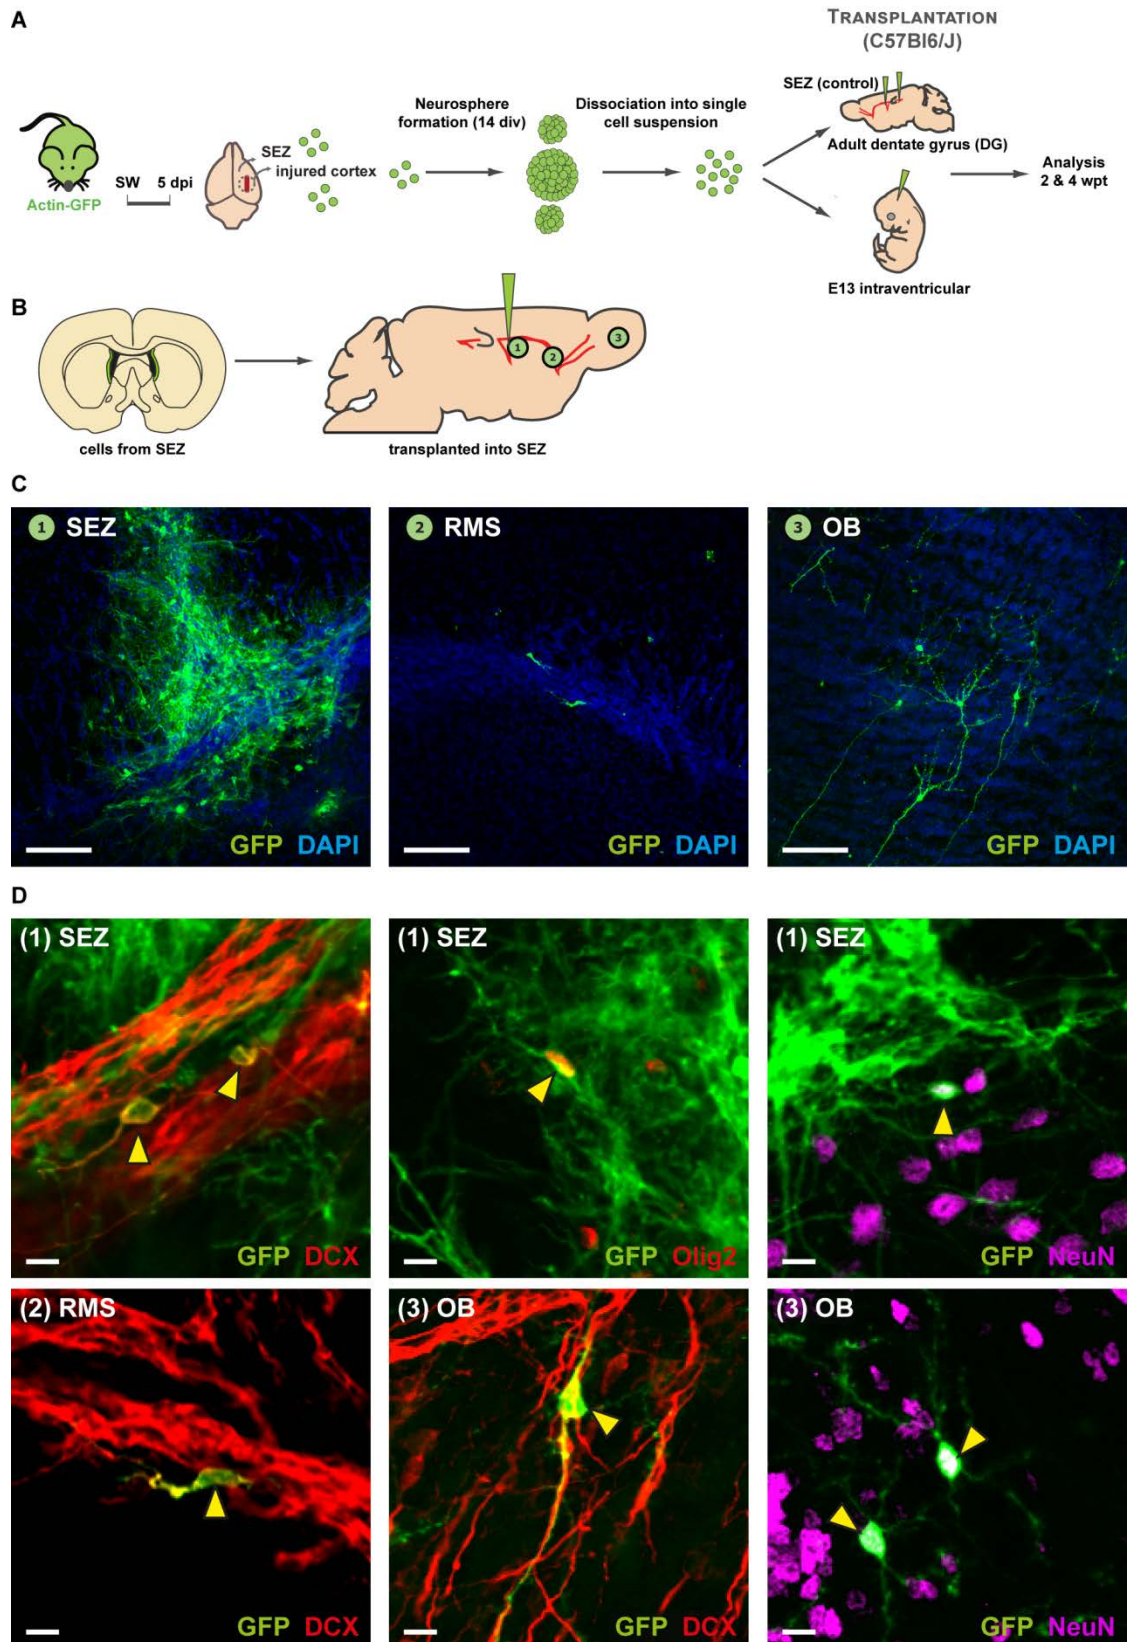 A
TRANSPLANTATION
(C57Bl6/J)
SEZ (control)
Neurosphere
formation (14 div)
Dissociation into single
cell suspension
SEZ
injured cortex
SW
5 dpi
Actin-GFP
Adult dentate gyrus (DG)
Analysis
2 & 4 wpt
E13 intraventricular
B
1
2
3
cells from SEZ
transplanted into SEZ
C
1 SEZ
GFP DAPI
2 RMS
GFP DAPI
3 OB
GFP DAPI
D
(1) SEZ
GFP DCX
(1) SEZ
GFP Olig2
(1) SEZ
GFP NeuN
(2) RMS
GFP DCX
(3) OB
GFP DCX
(3) OB
GFP NeuN